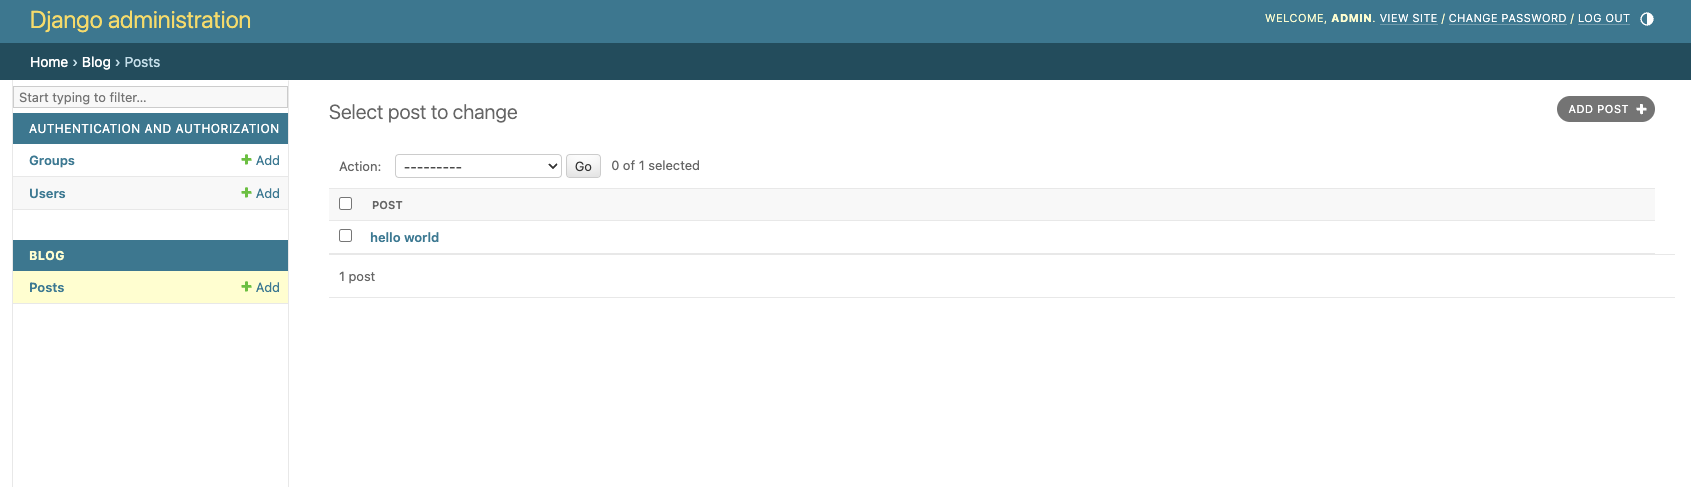 Django administration
WELCOME, ADMIN. VIEW SITE / CHANGE PASSWORD / LOG OUT
Home › Blog › Posts
Start typing to filter...
AUTHENTICATION AND AUTHORIZATION
Groups + Add
Users + Add
BLOG
Posts + Add
Select post to change
ADD POST +
Action: --------- Go 0 of 1 selected
POST
hello world
1 post